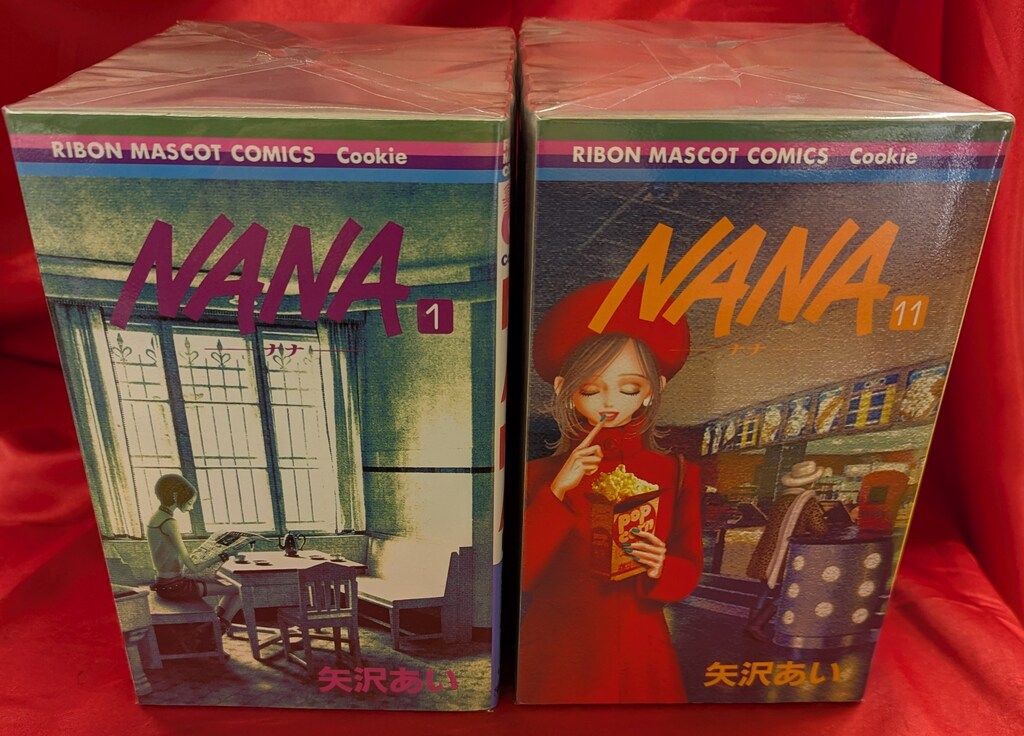 RIBON MASCOT COMICS Cookie
NANA 1
ナナ
矢沢あい
RIBON MASCOT COMICS Cookie
NANA 11
ナナ
pop
corn
矢沢あい